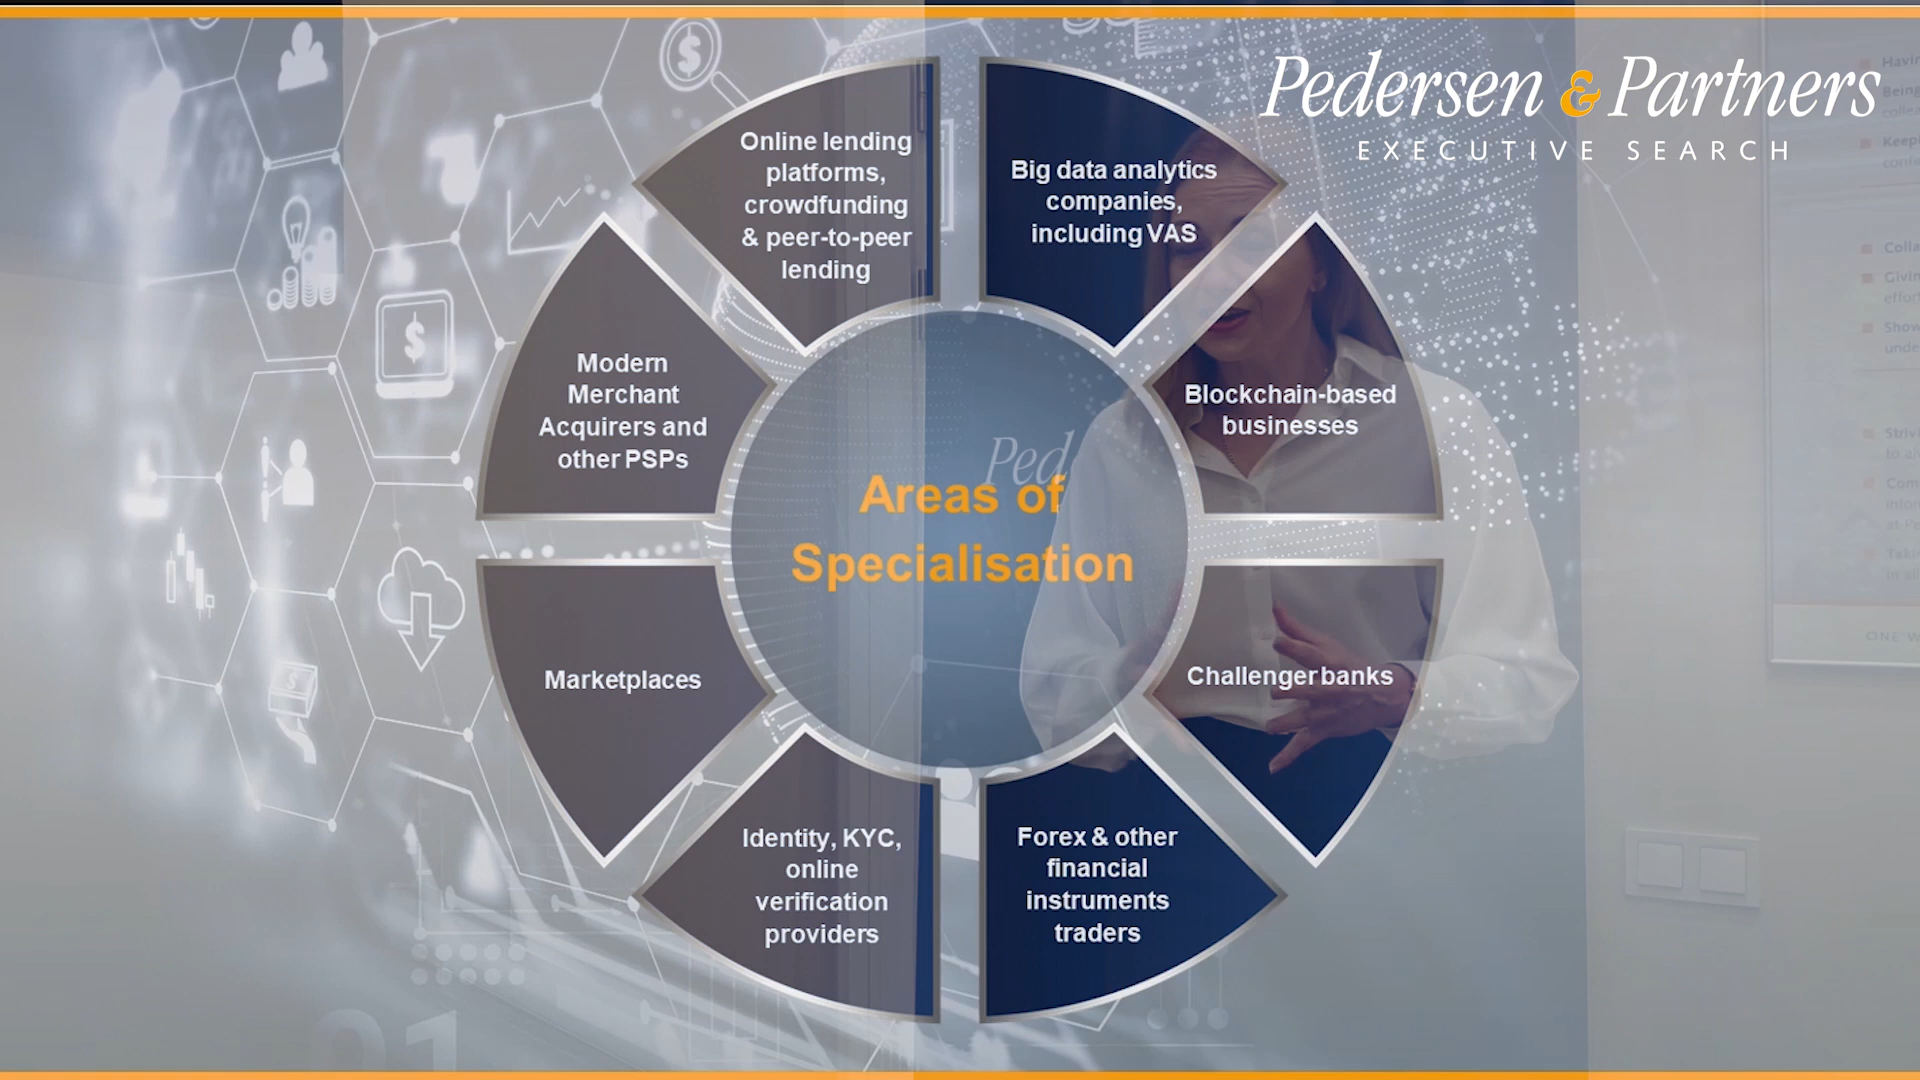 Pedersen & Partners
EXECUTIVE SEARCH
Online lending
platforms,
crowdfunding
& peer-to-peer
lending
Big data analytics
companies,
including VAS
Modern
Merchant
Acquirers and
other PSPs
Blockchain-based
businesses
Ped
Areas of
Specialisation
Marketplaces
Challenger banks
Identity, KYC,
online
verification
providers
Forex & other
financial
instruments
traders
01